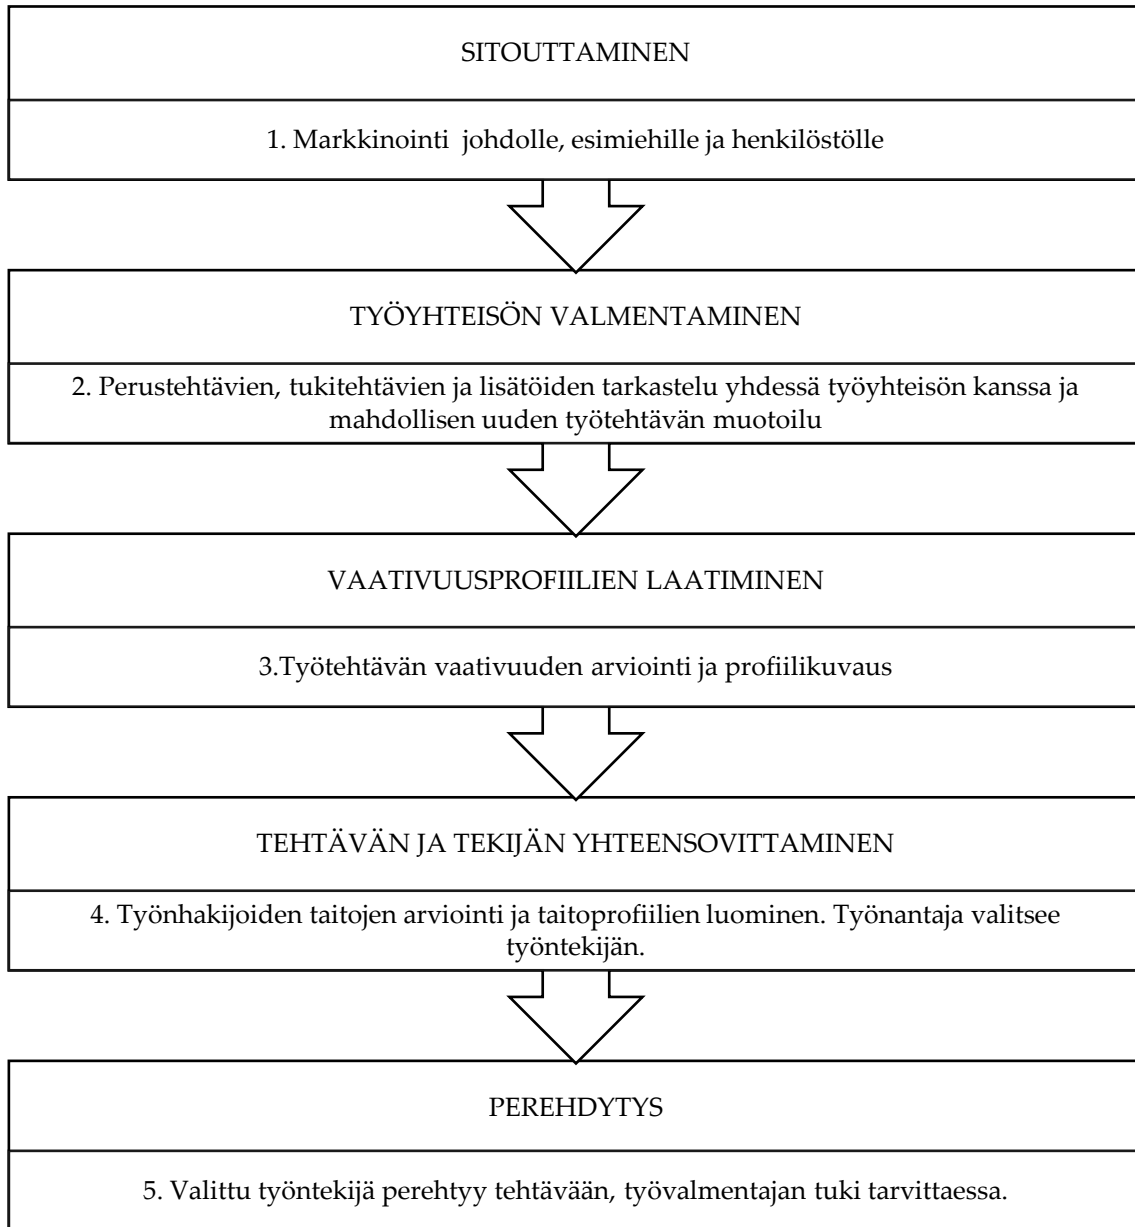 SITOUTTAMINEN
1. Markkinointi johdolle, esimiehille ja henkilöstölle
TYÖYHTEISÖN VALMENTAMINEN
2. Perustehtävien, tukitehtävien ja lisätöiden tarkastelu yhdessä työyhteisön kanssa ja
mahdollisen uuden työtehtävän muotoilu
VAATIVUUSPROFIILIEN LAATIMINEN
3.Työtehtävän vaativuuden arviointi ja profiilikuvaus
TEHTÄVÄN JA TEKIJÄN YHTEENSOVITTAMINEN
4. Työnhakijoiden taitojen arviointi ja taitoprofiilien luominen. Työnantaja valitsee
työntekijän.
PEREHDYTYS
5. Valittu työntekijä perehtyy tehtävään, työvalmentajan tuki tarvittaessa.